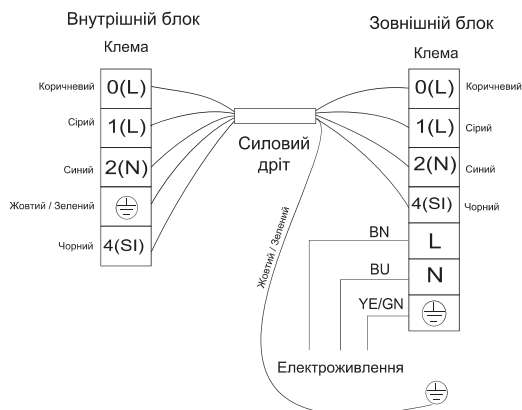 Внутрішній блок
Клема
Коричневий 0(L)
Сірий 1(L)
Синий 2(N)
Жовтий / Зелений
Чорний 4(SI)
Силовий
дріт
Жовтий / Зелений
Зовнішній блок
Клема
0(L) Коричневий
1(L) Сірий
2(N) Синий
4(SI) Чорний
BN L
BU N
YE/GN
Електроживлення